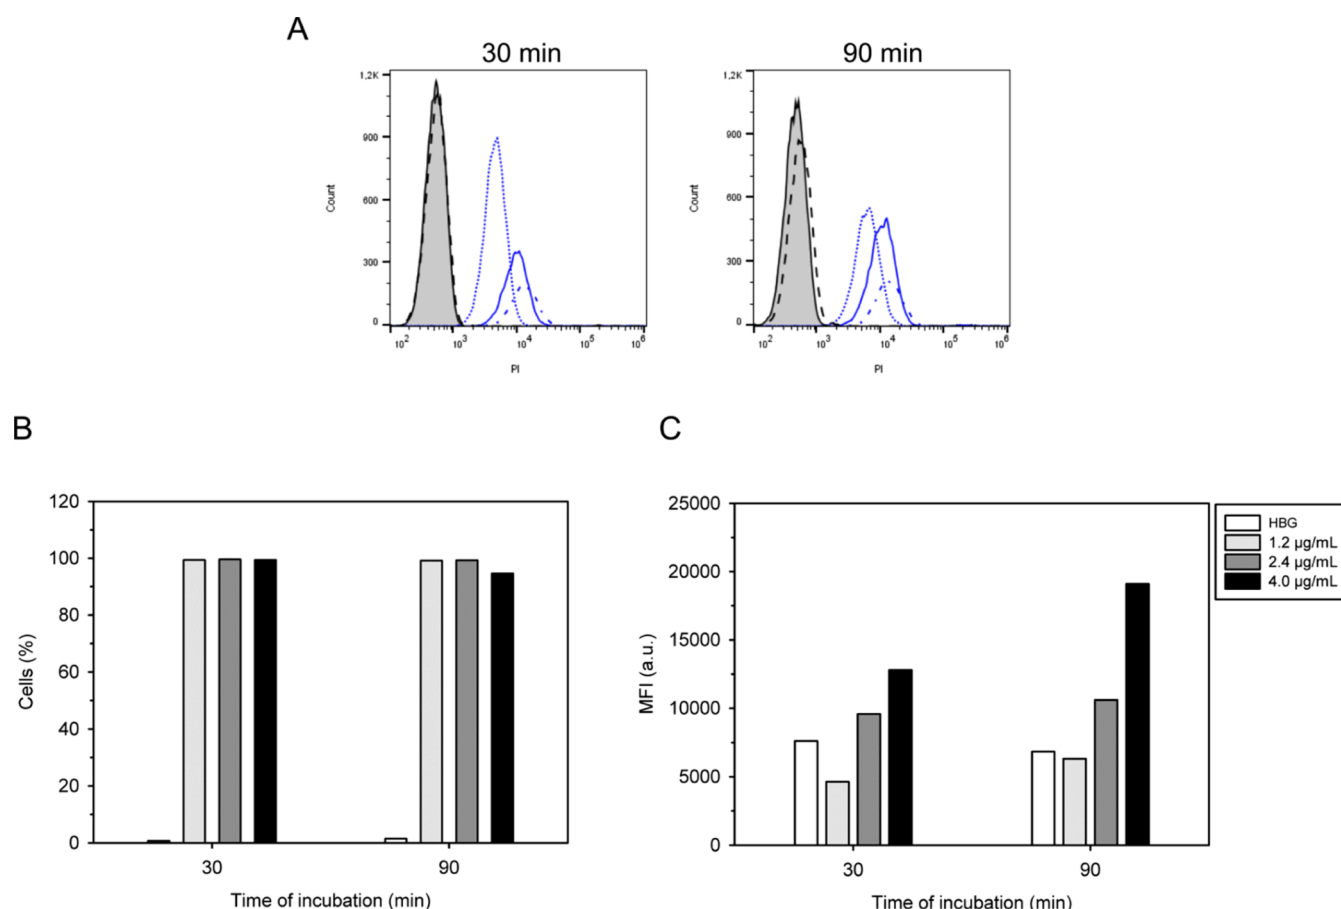 A
30 min
90 min
1,2K
900
600
300
0
Count
10^2
10^3
10^4
10^5
10^6
PI
1,2K
900
600
300
0
Count
10^2
10^3
10^4
10^5
10^6
PI
B
120
100
80
60
40
20
0
Cells (%)
30
90
Time of incubation (min)
C
25000
20000
15000
10000
5000
0
MFI (a.u.)
30
90
Time of incubation (min)
HBG
1.2 µg/mL
2.4 µg/mL
4.0 µg/mL